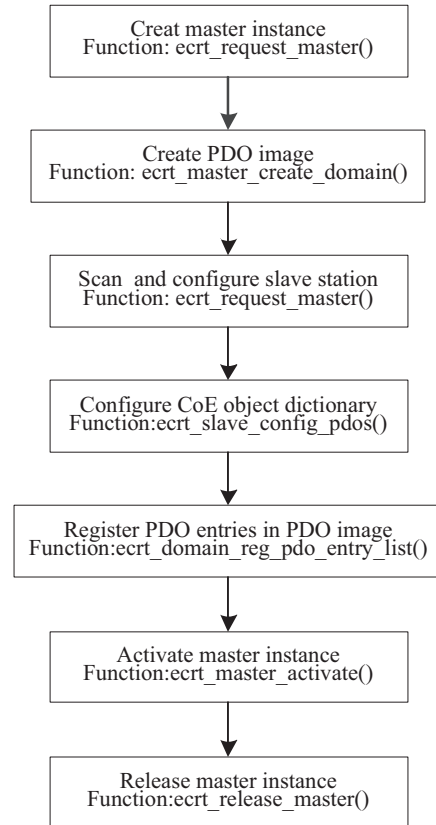 Creat master instance
Function: ecrt_request_master()
Create PDO image
Function: ecrt_master_create_domain()
Scan and configure slave station
Function: ecrt_request_master()
Configure CoE object dictionary
Function:ecrt_slave_config_pdos()
Register PDO entries in PDO image
Function:ecrt_domain_reg_pdo_entry_list()
Activate master instance
Function:ecrt_master_activate()
Release master instance
Function:ecrt_release_master()